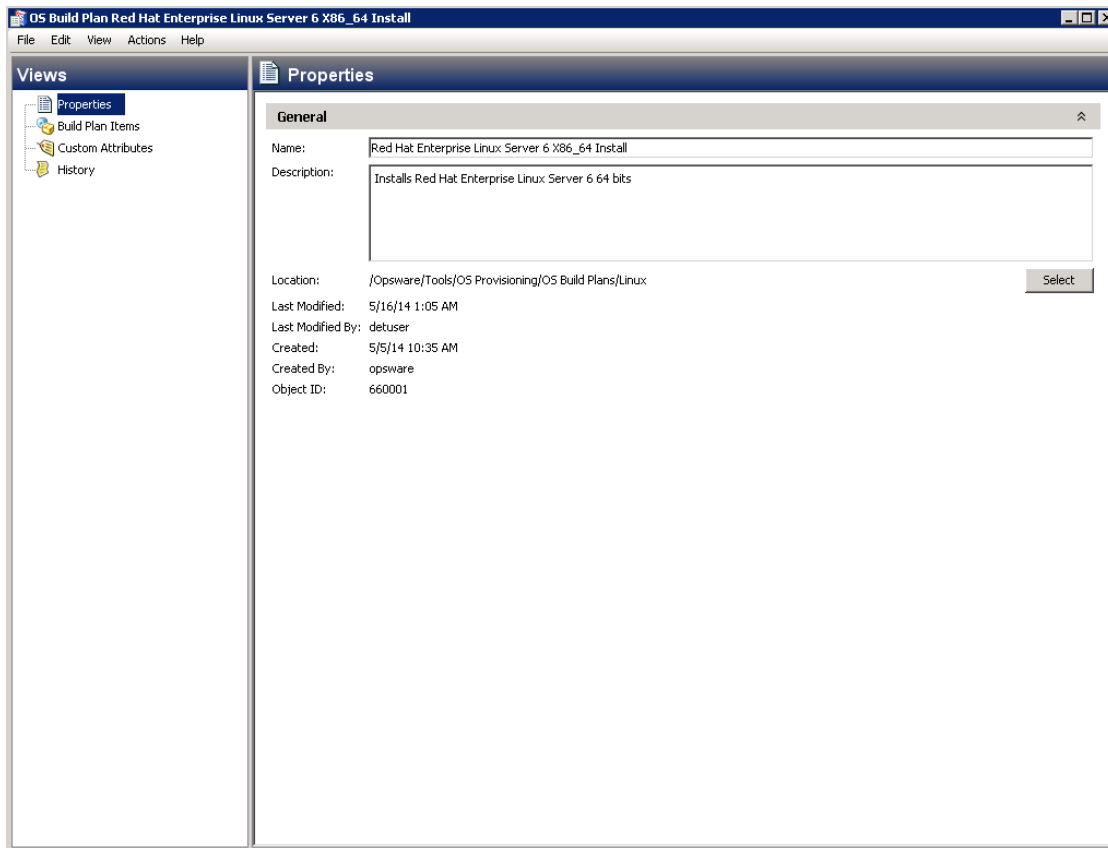 OS Build Plan Red Hat Enterprise Linux Server 6 X86_64 Install
File Edit View Actions Help
Views
Properties
Build Plan Items
Custom Attributes
History
Properties
General
Name: Red Hat Enterprise Linux Server 6 X86_64 Install
Description: Installs Red Hat Enterprise Linux Server 6 64 bits
Location: /Opsware/Tools/OS Provisioning/OS Build Plans/Linux Select
Last Modified: 5/16/14 1:05 AM
Last Modified By: detuser
Created: 5/5/14 10:35 AM
Created By: opsware
Object ID: 660001